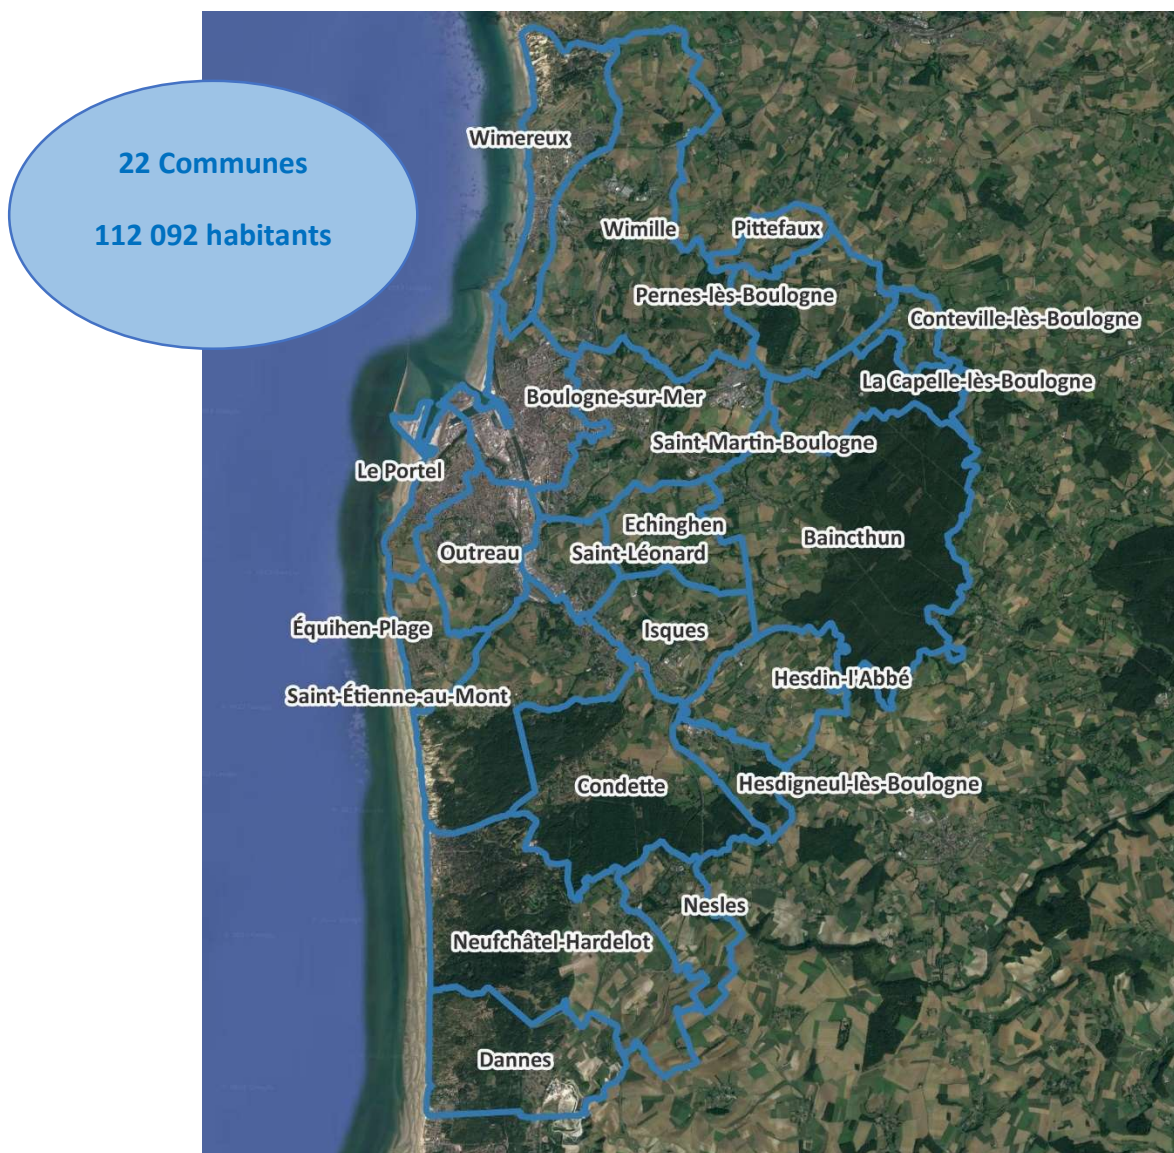 22 Communes
112 092 habitants
Wimereux
Wimille
Pittefaux
Pernes-lès-Boulogne
Conteville-lès-Boulogne
La Capelle-lès-Boulogne
Boulogne-sur-Mer
Saint-Martin-Boulogne
Le Portel
Echinghen
Baincthun
Outreau
Saint-Léonard
Équihen-Plage
Isques
Hesdin-l'Abbé
Saint-Étienne-au-Mont
Condette
Hesdigneul-lès-Boulogne
Nesles
Neufchâtel-Hardelot
Dannes